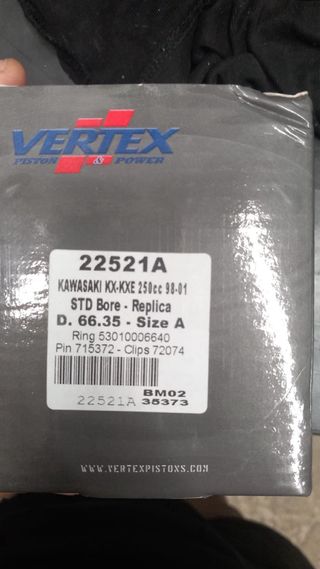 VERTEX
PISTON & POWER
22521A
KAWASAKI KX-KXE 250cc 98-01
STD Bore - Replica
D. 66.35 - Size A
Ring 53010006640
Pin 715372 - Clips 72074
22521A BM02 35373
WWW.VERTEXPISTONS.COM